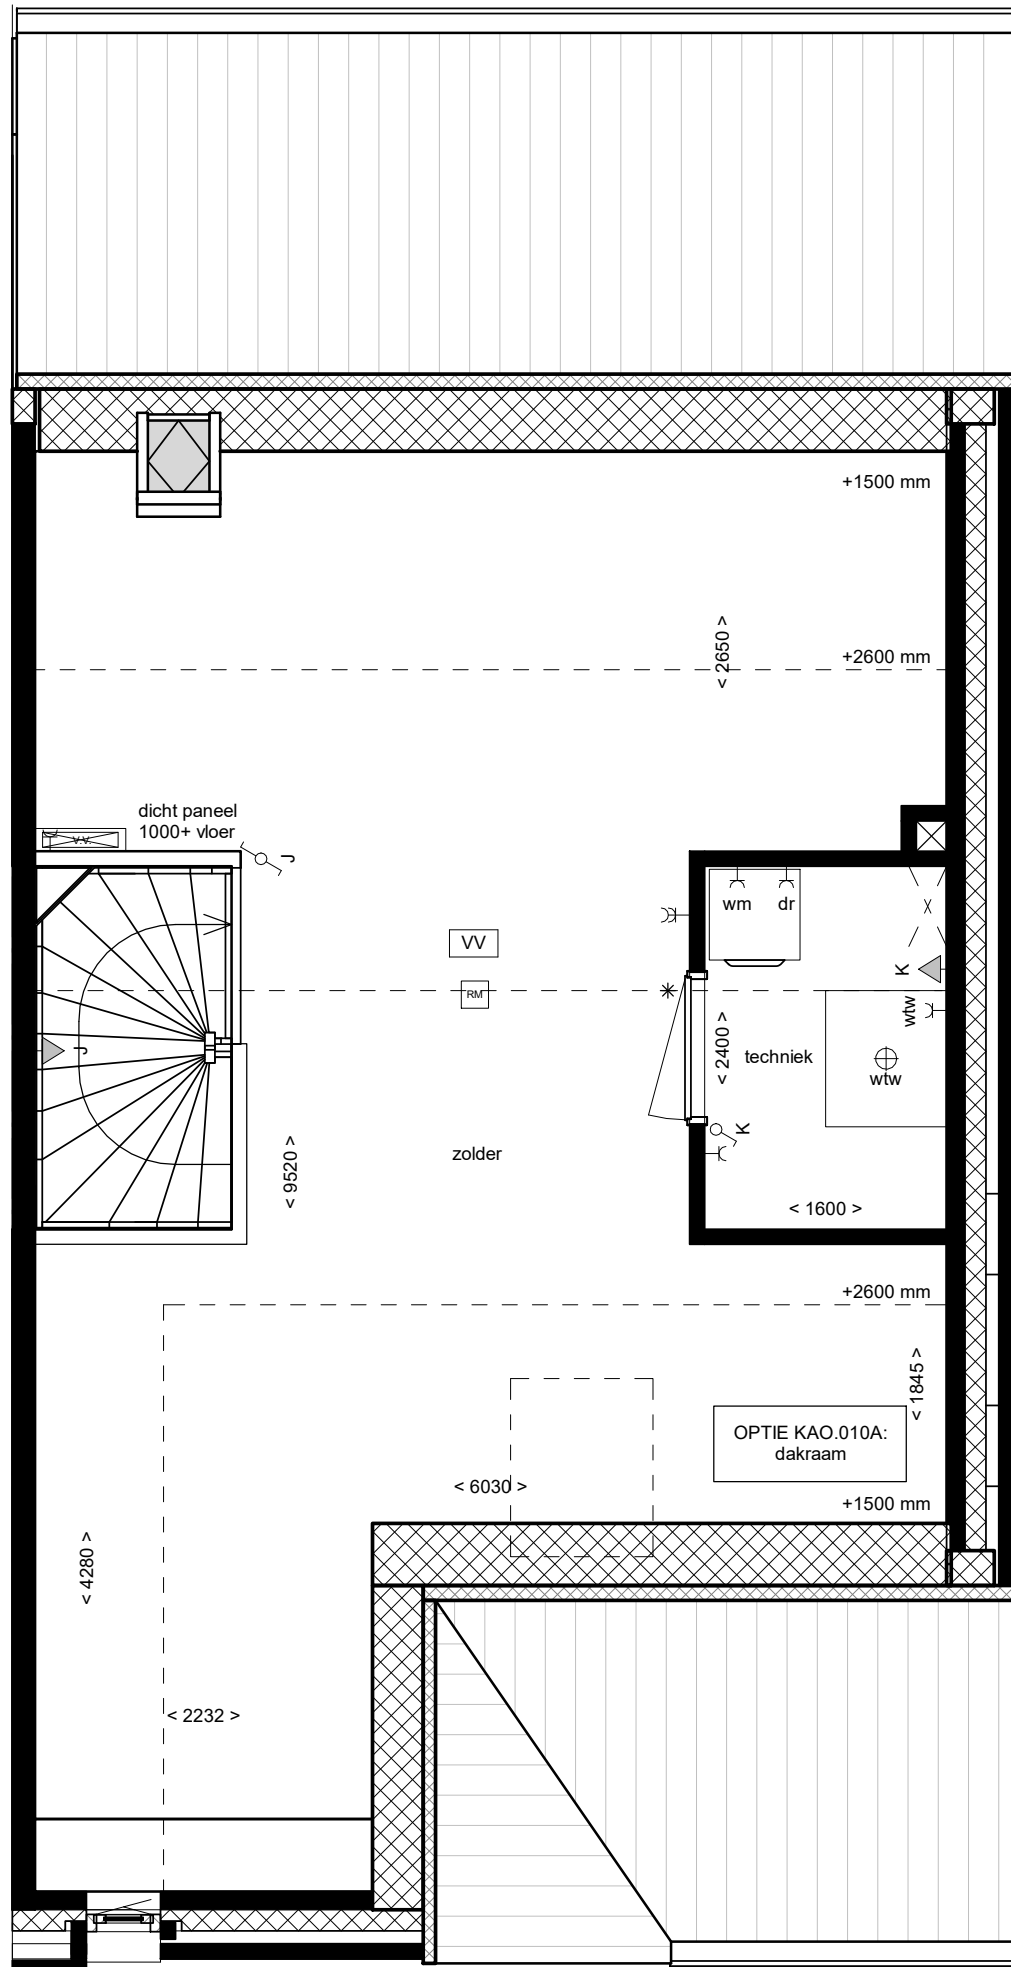 +1500 mm
< 2650 >
+2600 mm
dicht paneel
1000+ vloer
J
V.V.
wm
dr
VV
K
RM
wtw
J
< 2400 >
techniek
wtw
K
zolder
< 9520 >
< 1600 >
+2600 mm
< 1845 >
OPTIE KAO.010A:
dakraam
< 6030 >
+1500 mm
< 4280 >
< 2232 >